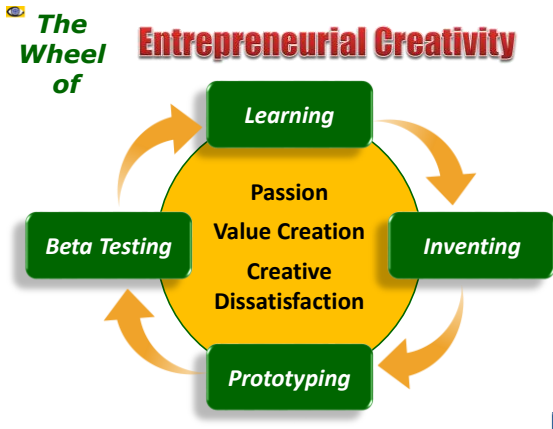 The
Wheel
of
Entrepreneurial Creativity
Learning
Passion
Value Creation
Creative
Dissatisfaction
Beta Testing
Inventing
Prototyping